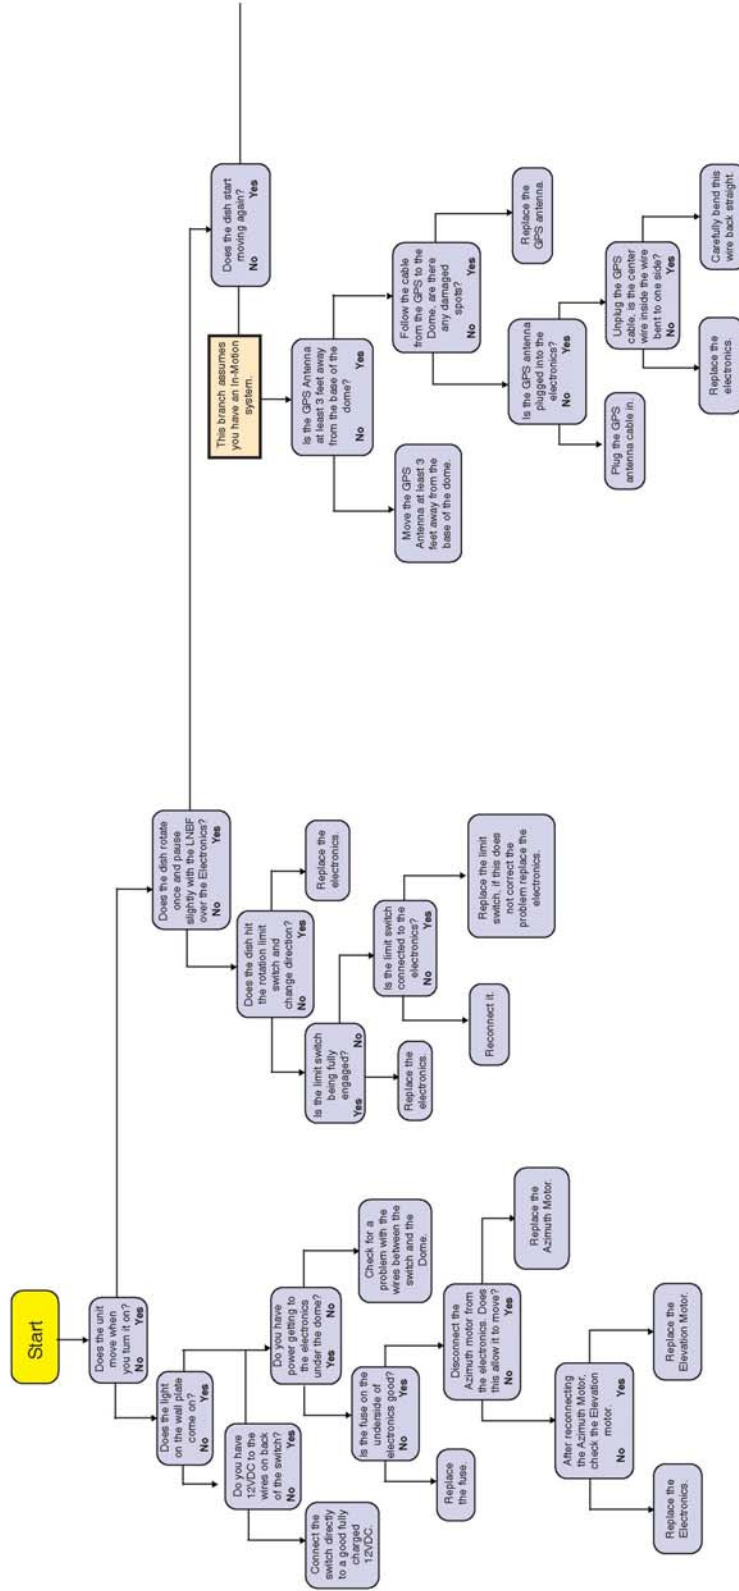 Start
Does the unit
move when
you turn it on?
No Yes
Does the light
on the wall plate
come on?
No Yes
Do you have
12VDC to the
wires on back
of the switch?
No Yes
Connect the
switch directly
to a good fully
charged
12VDC.
Do you have
power getting to
the electronics
under the dome?
Yes No
Check for a
problem with the
wires between the
switch and the
Dome.
Is the fuse on the
underside of
electronics good?
No Yes
Replace
the fuse.
Disconnect the
Azimuth motor from
the electronics. Does
this allow it to move?
No Yes
Replace the
Azimuth Motor.
After reconnecting
the Azimuth Motor,
check the Elevation
motor.
No Yes
Replace the
Electronics.
Replace the
Elevation Motor.
Does the dish rotate
once and pause
slightly with the LNBF
over the Electronics?
No Yes
Does the dish hit
the rotation limit
switch and
change direction?
No Yes
Replace the
electronics.
Is the limit switch
being fully
engaged?
Yes No
Replace the
electronics.
Is the limit switch
connected to the
electronics?
No Yes
Reconnect it.
Replace the limit
switch, if this does
not correct the
problem replace the
electronics.
Does the dish start
moving again?
No Yes
This branch assumes
you have an In-Motion
system.
Is the GPS Antenna
at least 3 feet away
from the base of the
dome?
No Yes
Move the GPS
Antenna at least 3
feet away from the
base of the dome.
Follow the cable
from the GPS to the
Dome, are there
any damaged
spots?
No Yes
Replace the
GPS antenna.
Is the GPS antenna
plugged into the
electronics?
No Yes
Plug the GPS
antenna cable in.
Unplug the GPS
cable, is the center
wire inside the wire
bent to one side?
No Yes
Replace the
electronics.
Carefully bend this
wire back straight.